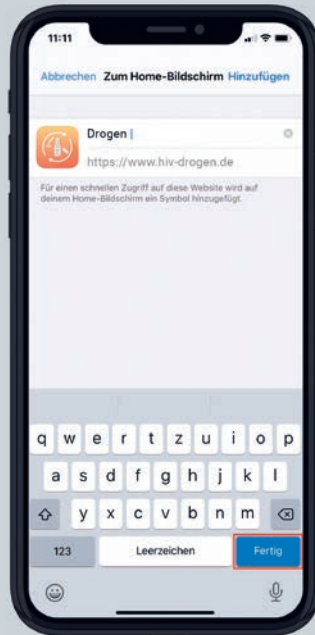 11:11
Abbrechen Zum Home-Bildschirm Hinzufügen
Drogen
https://www.hiv-drogen.de
Für einen schnellen Zugriff auf diese Website wird auf
deinem Home-Bildschirm ein Symbol hinzugefügt.
q w e r t z u i o p
a s d f g h j k l
y x c v b n m
123 Leerzeichen Fertig